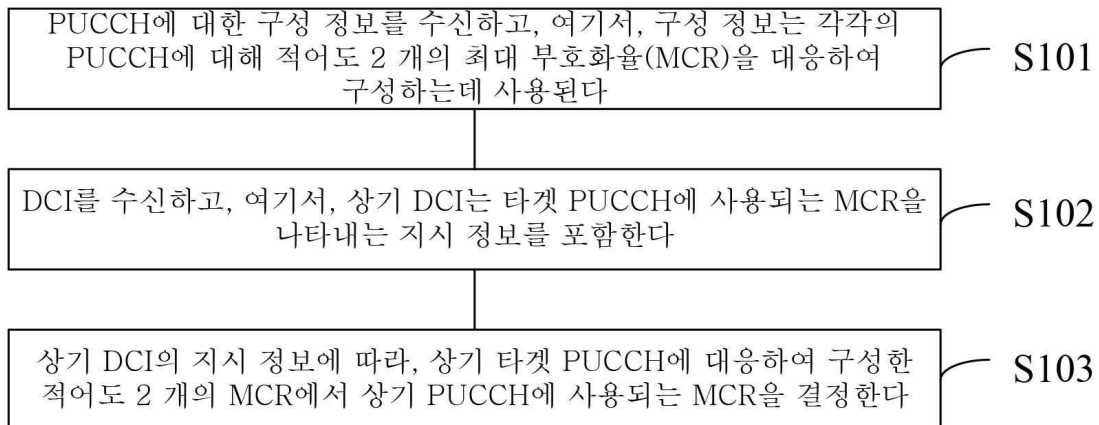 PUCCH에 대한 구성 정보를 수신하고, 여기서, 구성 정보는 각각의
PUCCH에 대해 적어도 2 개의 최대 부호화율(MCR)을 대응하여
구성하는데 사용된다
S101
DCI를 수신하고, 여기서, 상기 DCI는 타겟 PUCCH에 사용되는 MCR을
나타내는 지시 정보를 포함한다
S102
상기 DCI의 지시 정보에 따라, 상기 타겟 PUCCH에 대응하여 구성한
적어도 2 개의 MCR에서 상기 PUCCH에 사용되는 MCR을 결정한다
S103